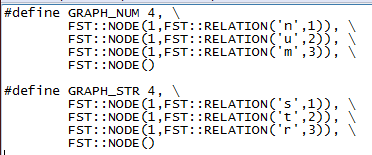 #define GRAPH_NUM 4, \
FST::NODE(1,FST::RELATION('n',1)), \
FST::NODE(1,FST::RELATION('u',2)), \
FST::NODE(1,FST::RELATION('m',3)), \
FST::NODE()
#define GRAPH_STR 4, \
FST::NODE(1,FST::RELATION('s',1)), \
FST::NODE(1,FST::RELATION('t',2)), \
FST::NODE(1,FST::RELATION('r',3)), \
FST::NODE()